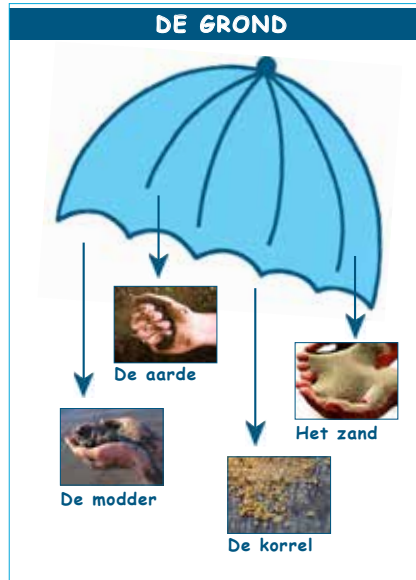 DE GROND
De aarde
Het zand
De modder
De korrel